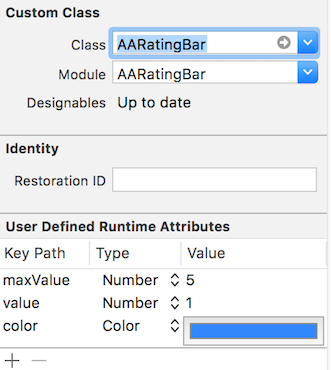 Custom Class
Class AARatingBar
Module AARatingBar
Designables Up to date
Identity
Restoration ID
User Defined Runtime Attributes
Key Path Type Value
maxValue Number 5
value Number 1
color Color